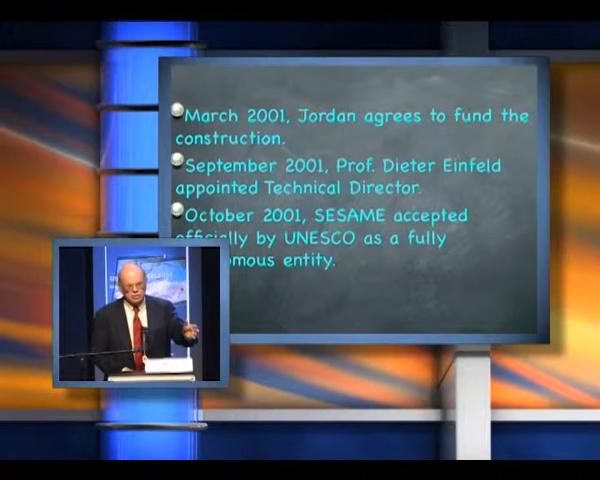 March 2001, Jordan agrees to fund the
construction.
September 2001, Prof. Dieter Einfeld
appointed Technical Director.
October 2001, SESAME accepted
officially by UNESCO as a fully
omous entity.